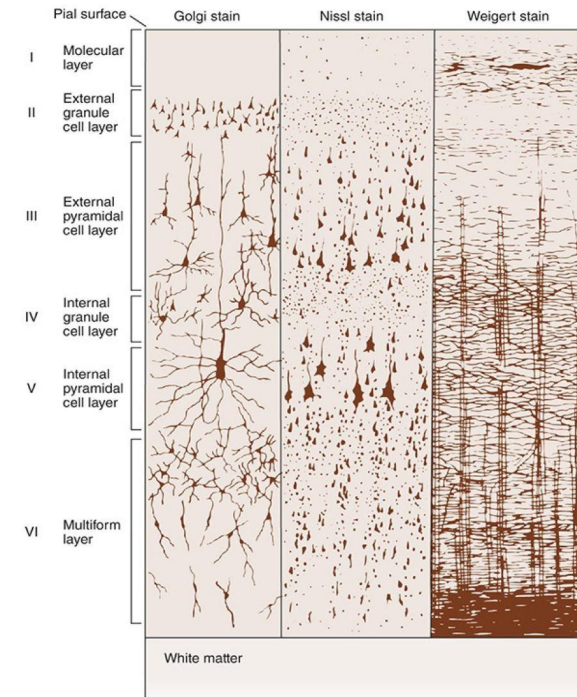 Pial surface
Golgi stain
Nissl stain
Weigert stain
I
Molecular
layer
II
External
granule
cell layer
III
External
pyramidal
cell layer
IV
Internal
granule
cell layer
V
Internal
pyramidal
cell layer
VI
Multiform
layer
White matter